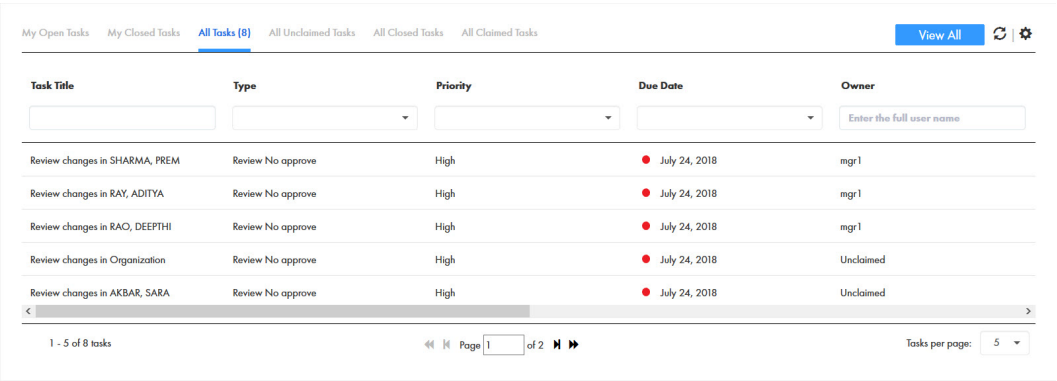 My Open Tasks My Closed Tasks All Tasks (8) All Unclaimed Tasks All Closed Tasks All Claimed Tasks View All
Task Title Type Priority Due Date Owner
Enter the full user name
Review changes in SHARMA, PREM Review No approve High July 24, 2018 mgr1
Review changes in RAY, ADITYA Review No approve High July 24, 2018 mgr1
Review changes in RAO, DEEPTHI Review No approve High July 24, 2018 mgr1
Review changes in Organization Review No approve High July 24, 2018 Unclaimed
Review changes in AKBAR, SARA Review No approve High July 24, 2018 Unclaimed
1 - 5 of 8 tasks Page 1 of 2 Tasks per page: 5